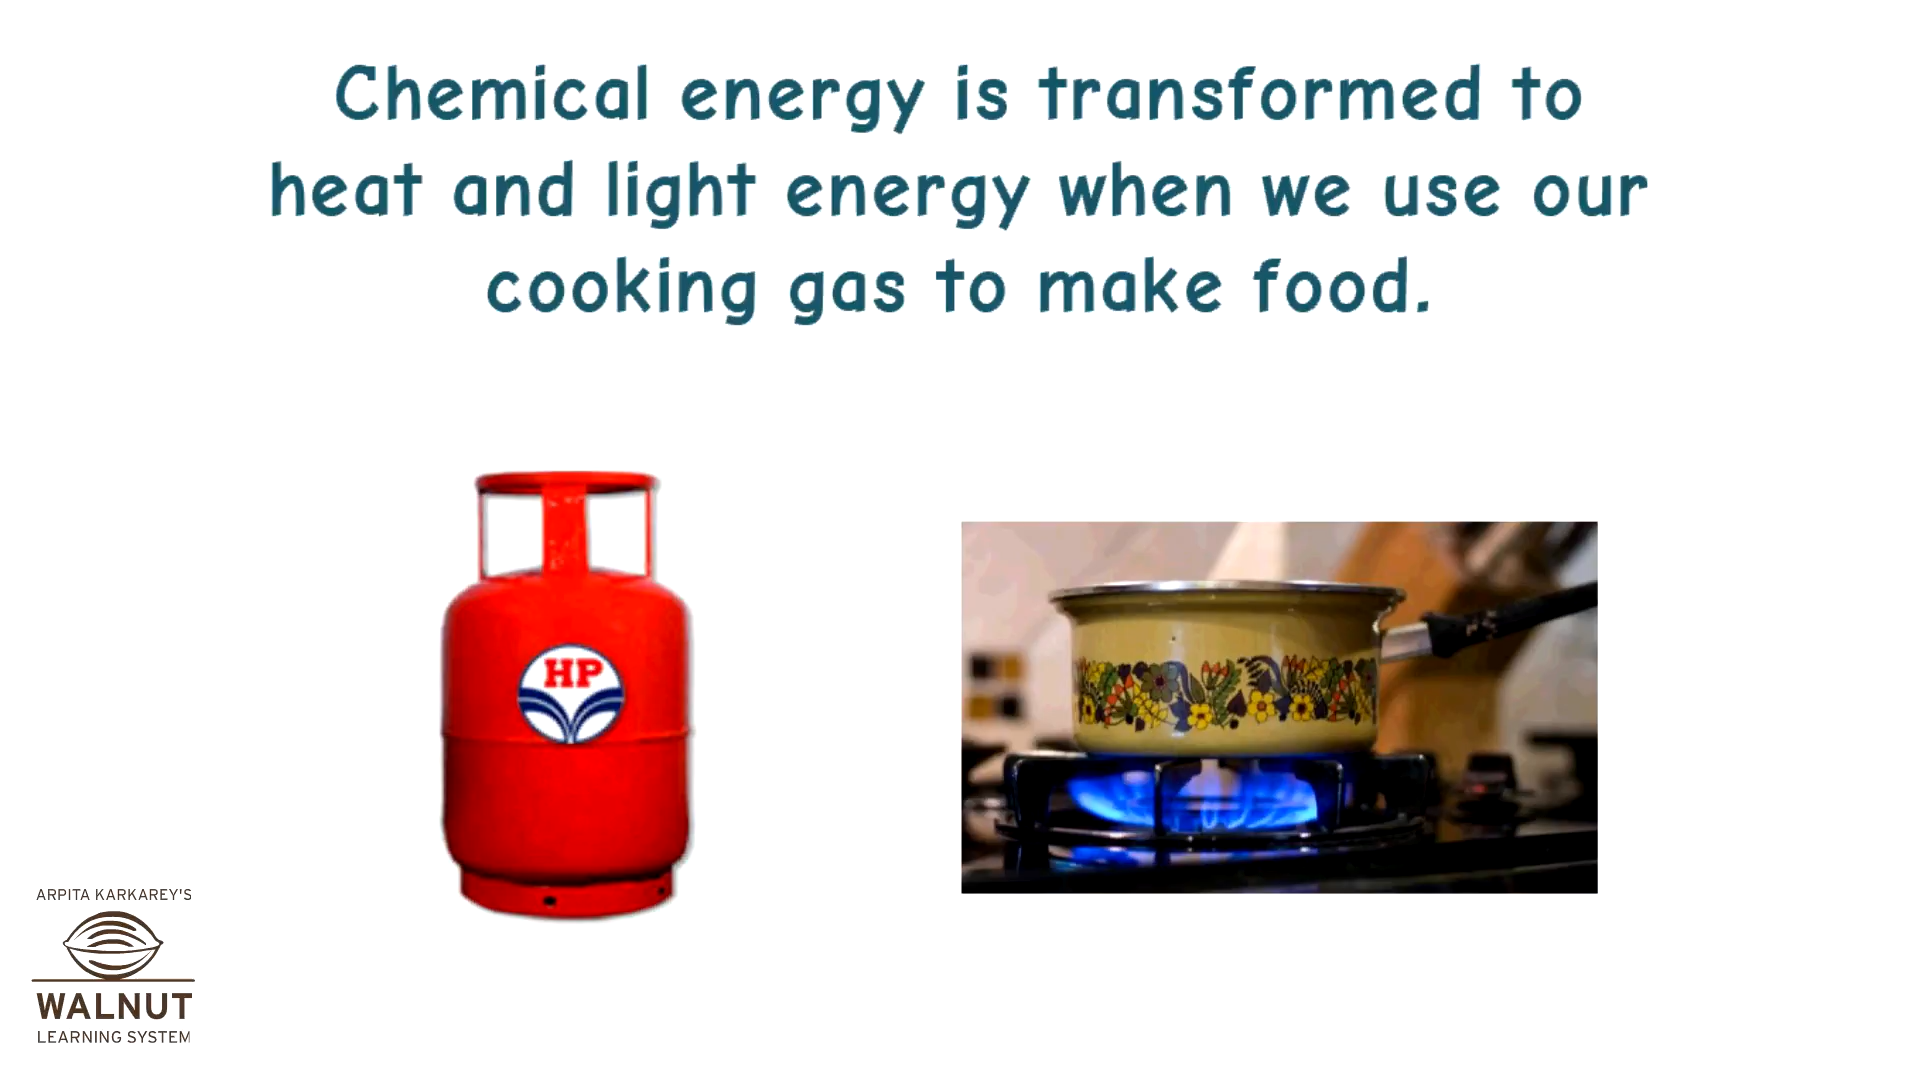 Chemical energy is transformed to
heat and light energy when we use our
cooking gas to make food.
HP
ARPITA KARKAREY'S
WALNUT
LEARNING SYSTEM